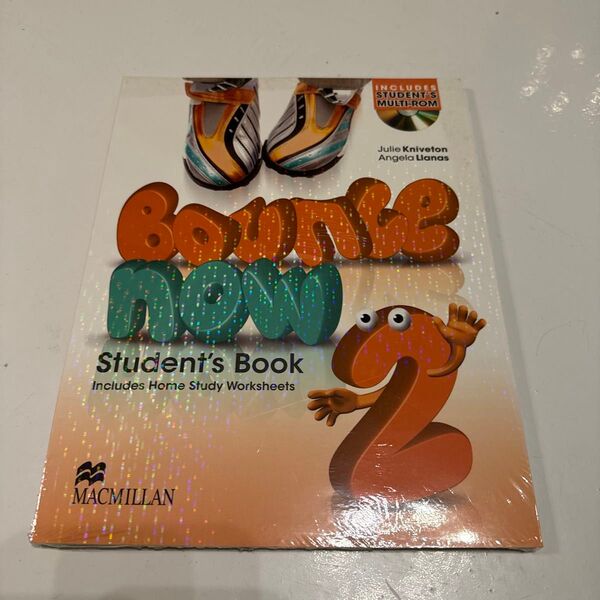 INCLUDES
STUDENT'S
MULTI-ROM
Julie Kniveton
Angela Llanas
Bounce
now
2
Student's Book
Includes Home Study Worksheets
MACMILLAN